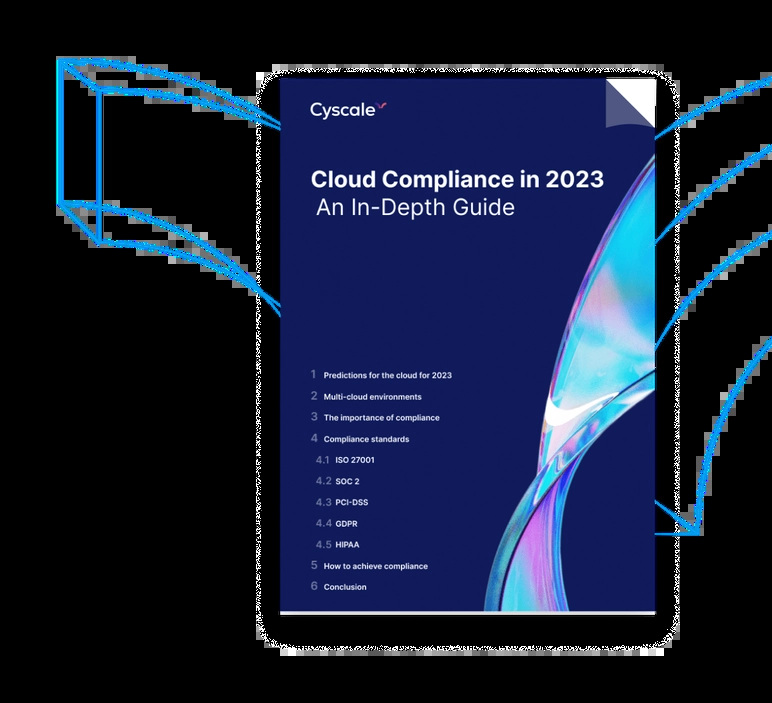 Cyscale
Cloud Compliance in 2023
An In-Depth Guide
1 Predictions for the cloud for 2023
2 Multi-cloud environments
3 The importance of compliance
4 Compliance standards
4.1 ISO 27001
4.2 SOC 2
4.3 PCI-DSS
4.4 GDPR
4.5 HIPAA
5 How to achieve compliance
6 Conclusion